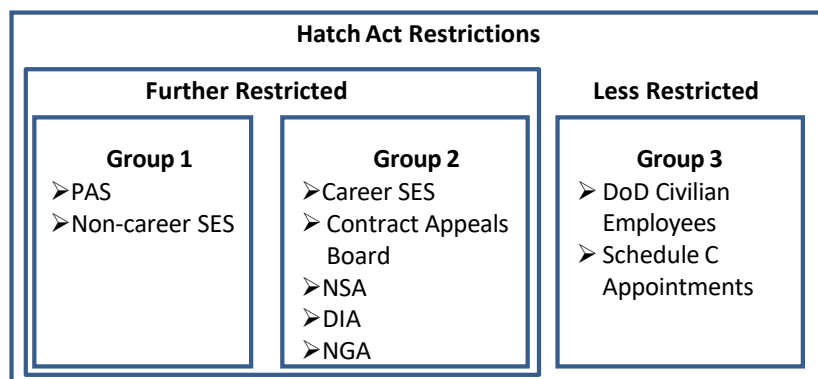 Hatch Act Restrictions
Further Restricted
Less Restricted
Group 1
➢PAS
➢Non-career SES
Group 2
➢Career SES
➢ Contract Appeals
Board
➢NSA
➢DIA
➢NGA
Group 3
➢ DoD Civilian
Employees
➢ Schedule C
Appointments